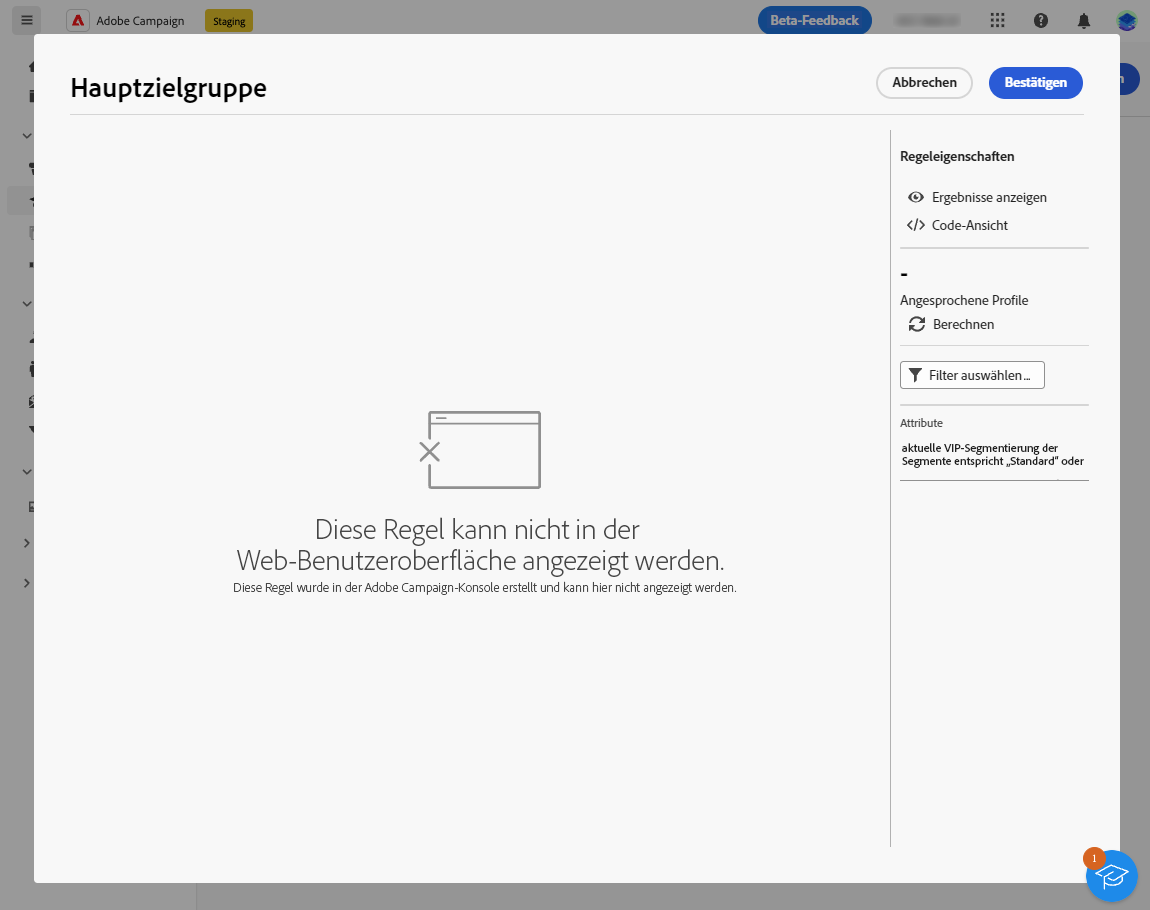 Adobe Campaign
Staging
Beta-Feedback
Hauptzielgruppe
Abbrechen
Bestätigen
Regeleigenschaften
Ergebnisse anzeigen
Code-Ansicht
-
Angesprochene Profile
Berechnen
Filter auswählen...
Attribute
aktuelle VIP-Segmentierung der
Segmente entspricht „Standard“ oder
Diese Regel kann nicht in der
Web-Benutzeroberfläche angezeigt werden.
Diese Regel wurde in der Adobe Campaign-Konsole erstellt und kann hier nicht angezeigt werden.
1